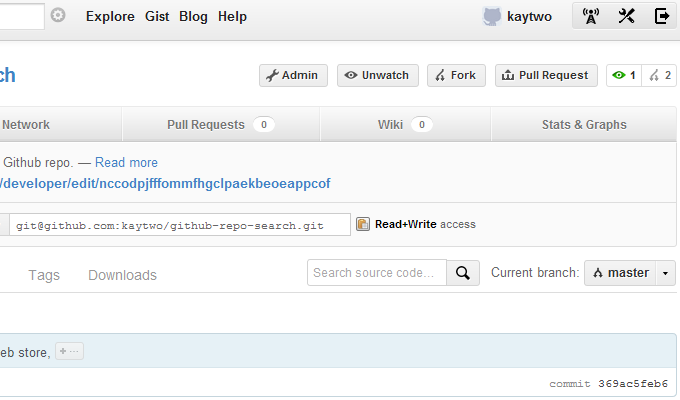 Explore Gist Blog Help kaytwo
ch Admin Unwatch Fork Pull Request 1 2
Network Pull Requests 0 Wiki 0 Stats & Graphs
Github repo. — Read more
/developer/edit/nccodpjfffommfhgclpaekbeoeappcof
git@github.com:kaytwo/github-repo-search.git Read+Write access
Tags Downloads Search source code... Current branch: master
eb store, + ...
commit 369ac5feb6